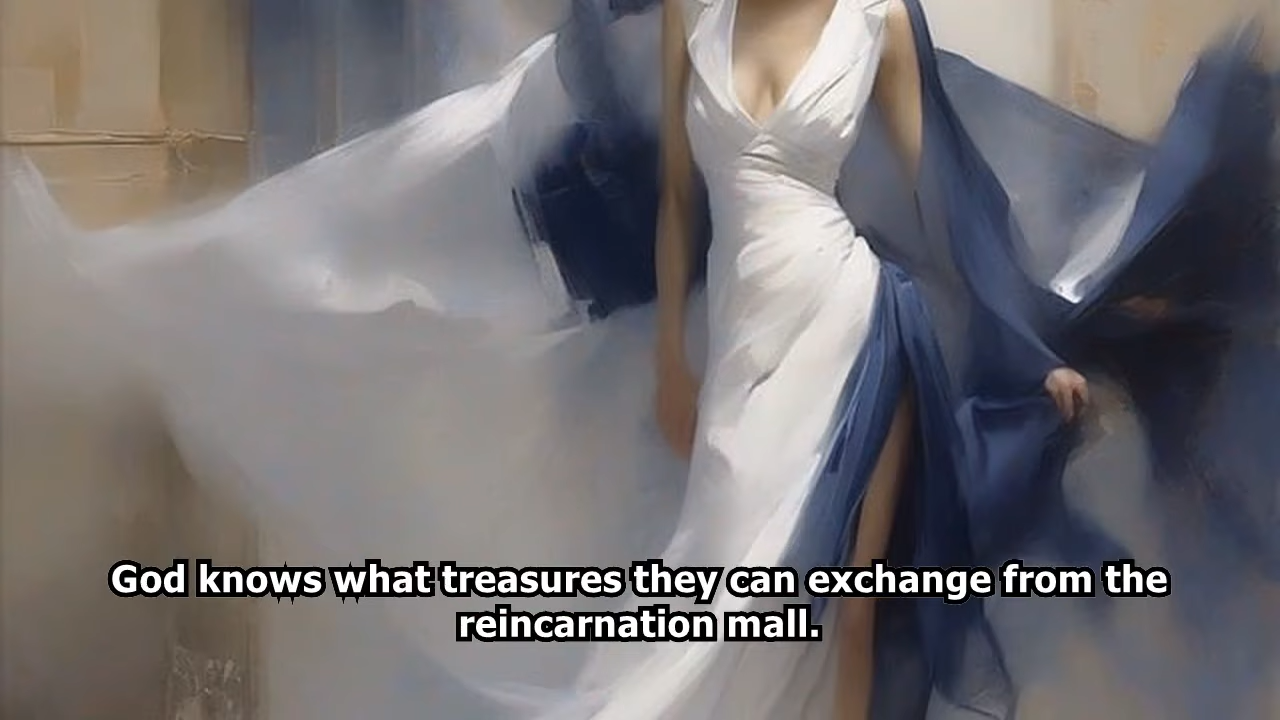 God knows what treasures they can exchange from the
reincarnation mall.